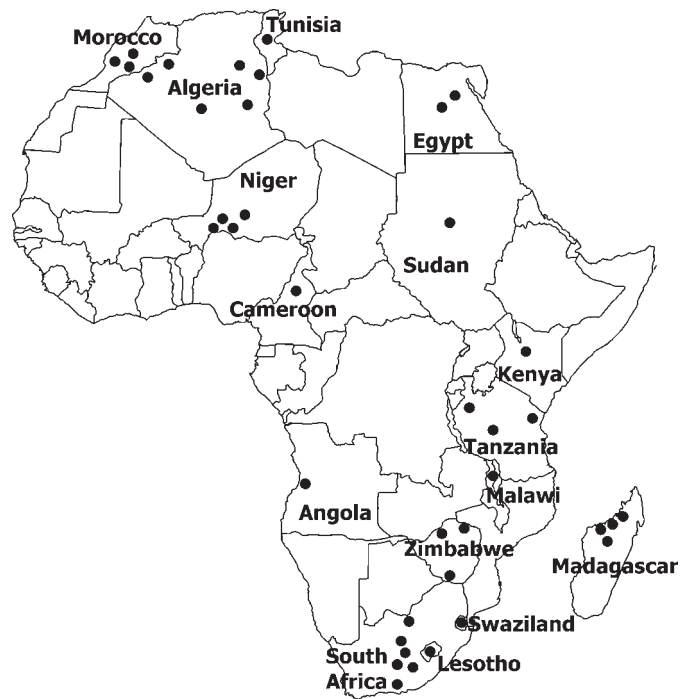 Tunisia
Morocco
Algeria
Egypt
Niger
Sudan
Cameroon
Kenya
Tanzania
Malawi
Angola
Zimbabwe
Madagascar
Swaziland
South
Africa
Lesotho